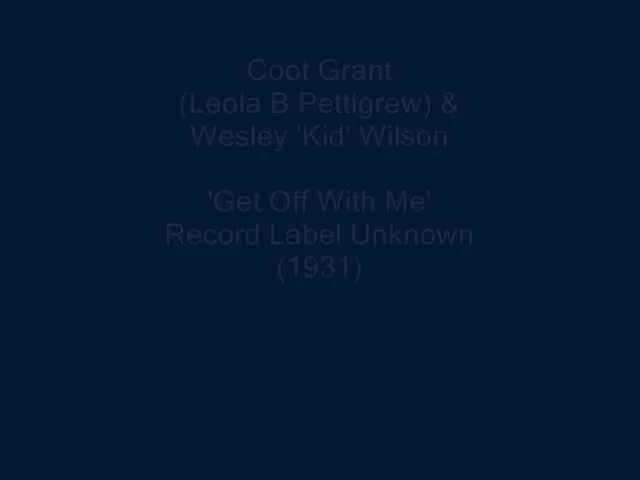 Coot Grant
(Leola B Pettigrew) &
Wesley 'Kid' Wilson
'Get Off With Me'
Record Label Unknown
(1931)